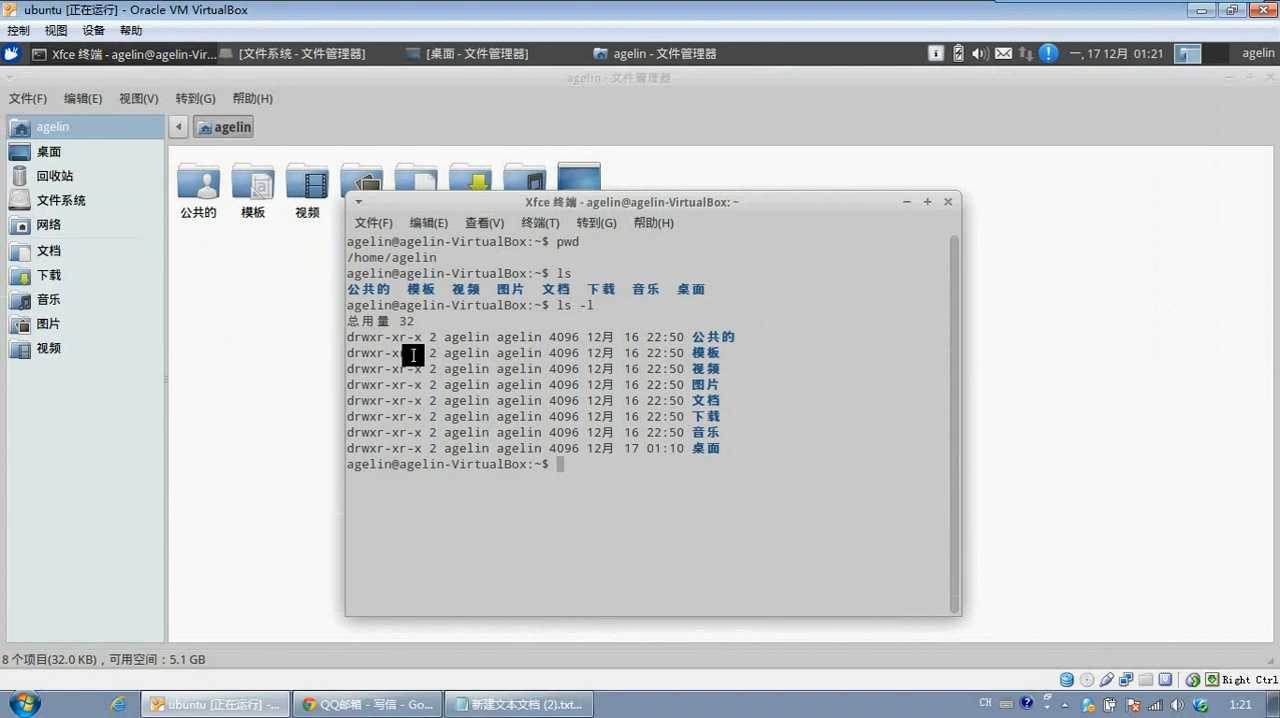 ubuntu [正在运行] - Oracle VM VirtualBox
控制 视图 设备 帮助
Xfce 终端 - agelin@agelin-Vir... [文件系统 - 文件管理器] [桌面 - 文件管理器] agelin - 文件管理器 一, 17 12月 01:21 agelin
agelin - 文件管理器
文件(F) 编辑(E) 视图(V) 转到(G) 帮助(H)
agelin
agelin
桌面
回收站
文件系统
网络
文档
下载
音乐
图片
视频
公共的 模板 视频
Xfce 终端 - agelin@agelin-VirtualBox: ~
文件(F) 编辑(E) 查看(V) 终端(T) 转到(G) 帮助(H)
agelin@agelin-VirtualBox:~$ pwd
/home/agelin
agelin@agelin-VirtualBox:~$ ls
公共的 模板 视频 图片 文档 下载 音乐 桌面
agelin@agelin-VirtualBox:~$ ls -l
总用量 32
drwxr-xr-x 2 agelin agelin 4096 12月 16 22:50 公共的
drwxr-xr-x 2 agelin agelin 4096 12月 16 22:50 模板
drwxr-xr-x 2 agelin agelin 4096 12月 16 22:50 视频
drwxr-xr-x 2 agelin agelin 4096 12月 16 22:50 图片
drwxr-xr-x 2 agelin agelin 4096 12月 16 22:50 文档
drwxr-xr-x 2 agelin agelin 4096 12月 16 22:50 下载
drwxr-xr-x 2 agelin agelin 4096 12月 16 22:50 音乐
drwxr-xr-x 2 agelin agelin 4096 12月 17 01:10 桌面
agelin@agelin-VirtualBox:~$
8 个项目(32.0 KB)，可用空间：5.1 GB
Right Ctrl
ubuntu [正在运行] -... QQ邮箱 - 写信 - Go... 新建文本文档 (2).txt... CH 1:21